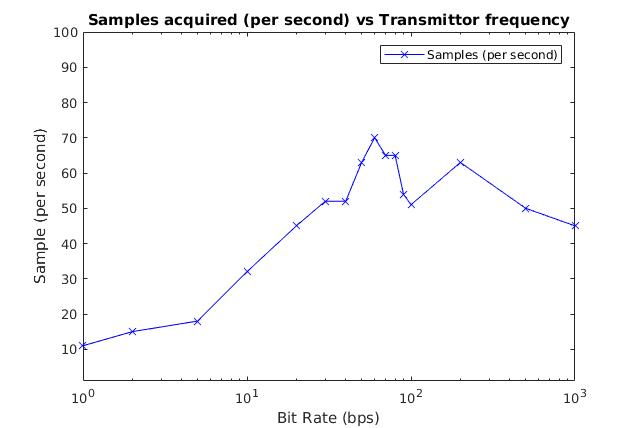 Samples acquired (per second) vs Transmittor frequency
Samples (per second)
100
90
80
70
60
50
40
30
20
10
Sample (per second)
10^0 10^1 10^2 10^3
Bit Rate (bps)